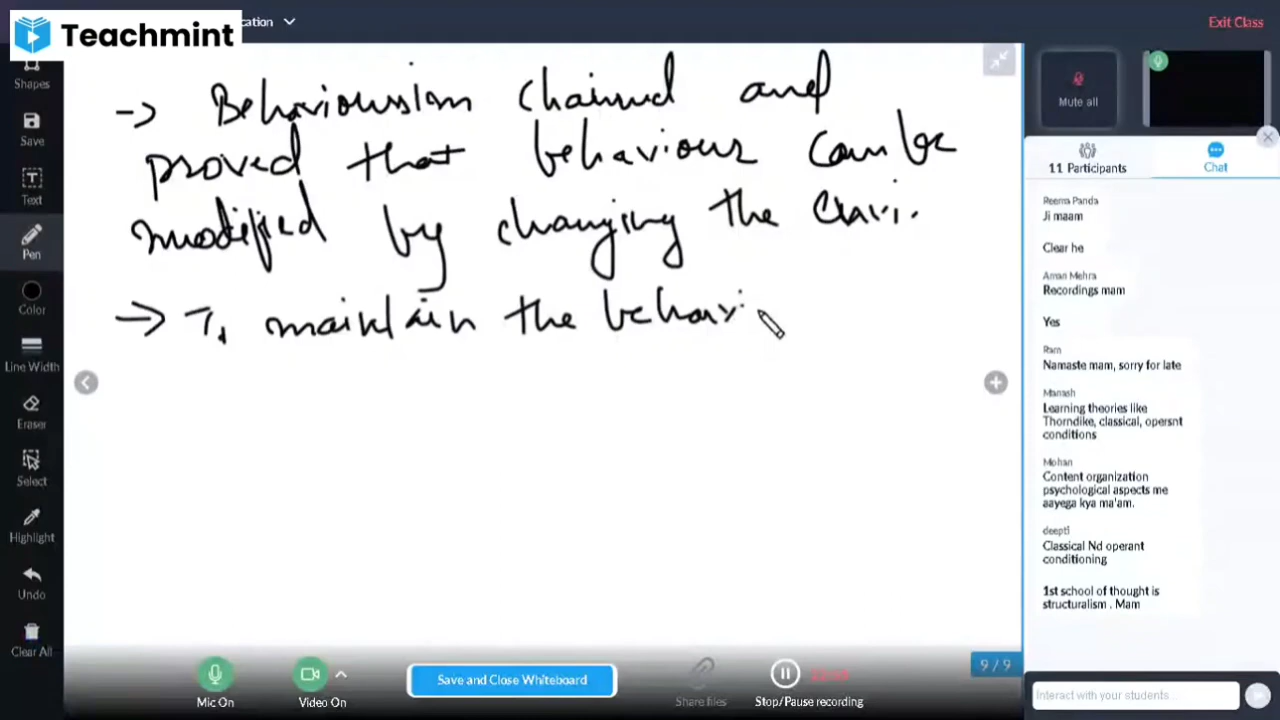 Teachmint
ication
Exit Class
Shapes
Save
Text
Pen
Color
Line Width
Eraser
Select
Highlight
Undo
Clear All
-> Behavioussism Chaimed and
proved that behaviour can be
modified by changing the
-> maintain the behavi
Mute all
11 Participants
Chat
Reema Panda
Ji maam
Clear he
Aman Mehra
Recordings mam
Yes
Ram
Namaste mam, sorry for late
Manash
Learning theories like
Thorndike, classical, opersnt
conditions
Mohan
Content organization
psychological aspects me
aayega kya ma'am.
deepti
Classical Nd operant
conditioning
1st school of thought is
structuralism . Mam
9 / 9
Mic On
Video On
Save and Close Whiteboard
Share files
Stop/Pause recording
Interact with your students...